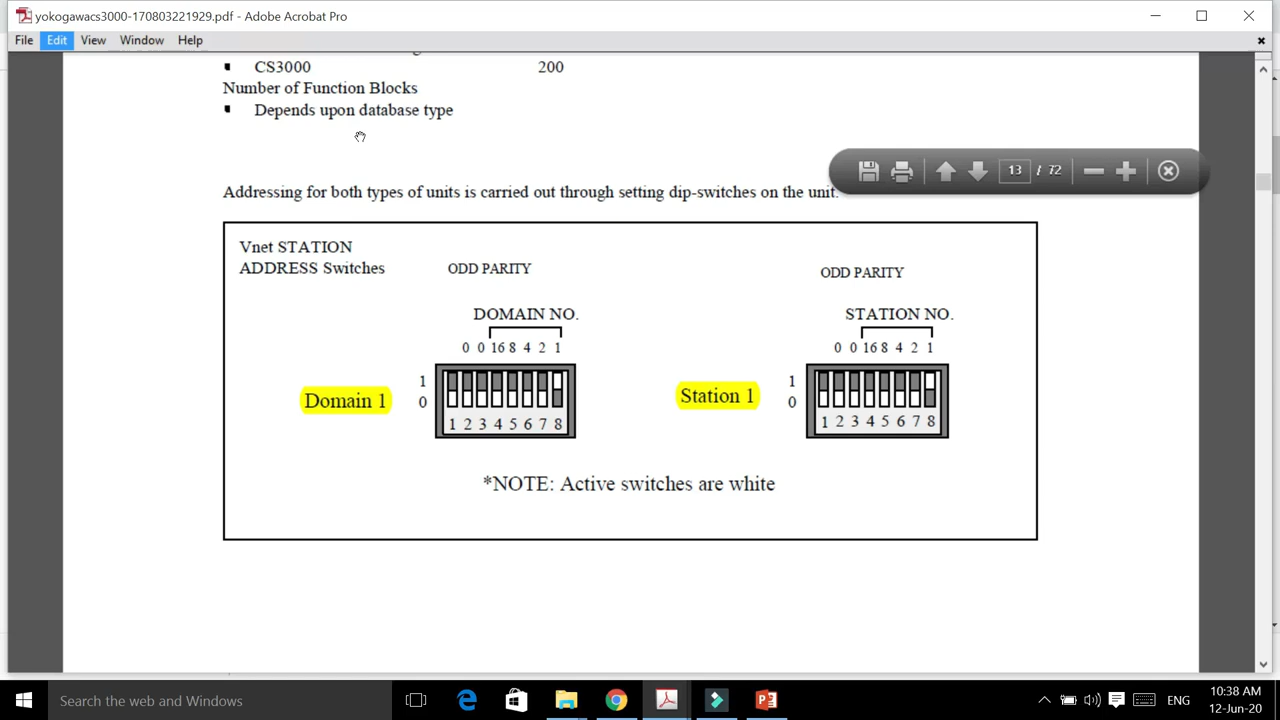 yokogawacs3000-170803221929.pdf - Adobe Acrobat Pro
File Edit View Window Help
CS3000 200
Number of Function Blocks
Depends upon database type
13 / 72
Addressing for both types of units is carried out through setting dip-switches on the unit.
Vnet STATION
ADDRESS Switches
ODD PARITY
DOMAIN NO.
0 0 16 8 4 2 1
Domain 1
1
0
1 2 3 4 5 6 7 8
ODD PARITY
STATION NO.
0 0 16 8 4 2 1
Station 1
1
0
1 2 3 4 5 6 7 8
*NOTE: Active switches are white
Search the web and Windows
ENG
10:38 AM
12-Jun-20